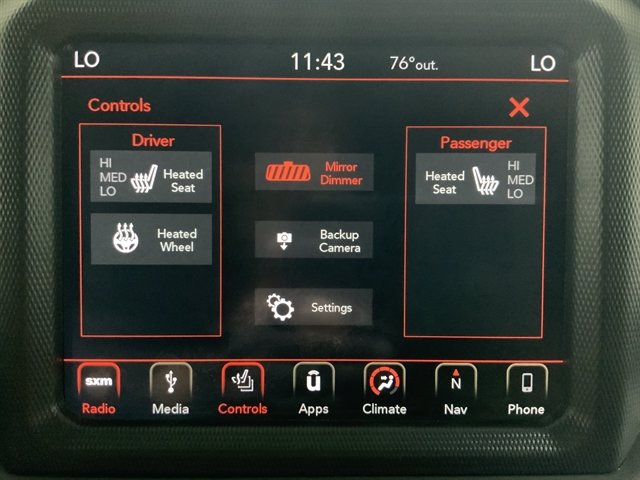 LO 11:43 76°out. LO
Controls
Driver
Passenger
HI
MED
LO
Heated
Seat
Mirror
Dimmer
Heated
Seat
HI
MED
LO
Heated
Wheel
Backup
Camera
Settings
sxm
Radio
Media
Controls
ū
Apps
Climate
N
Nav
Phone